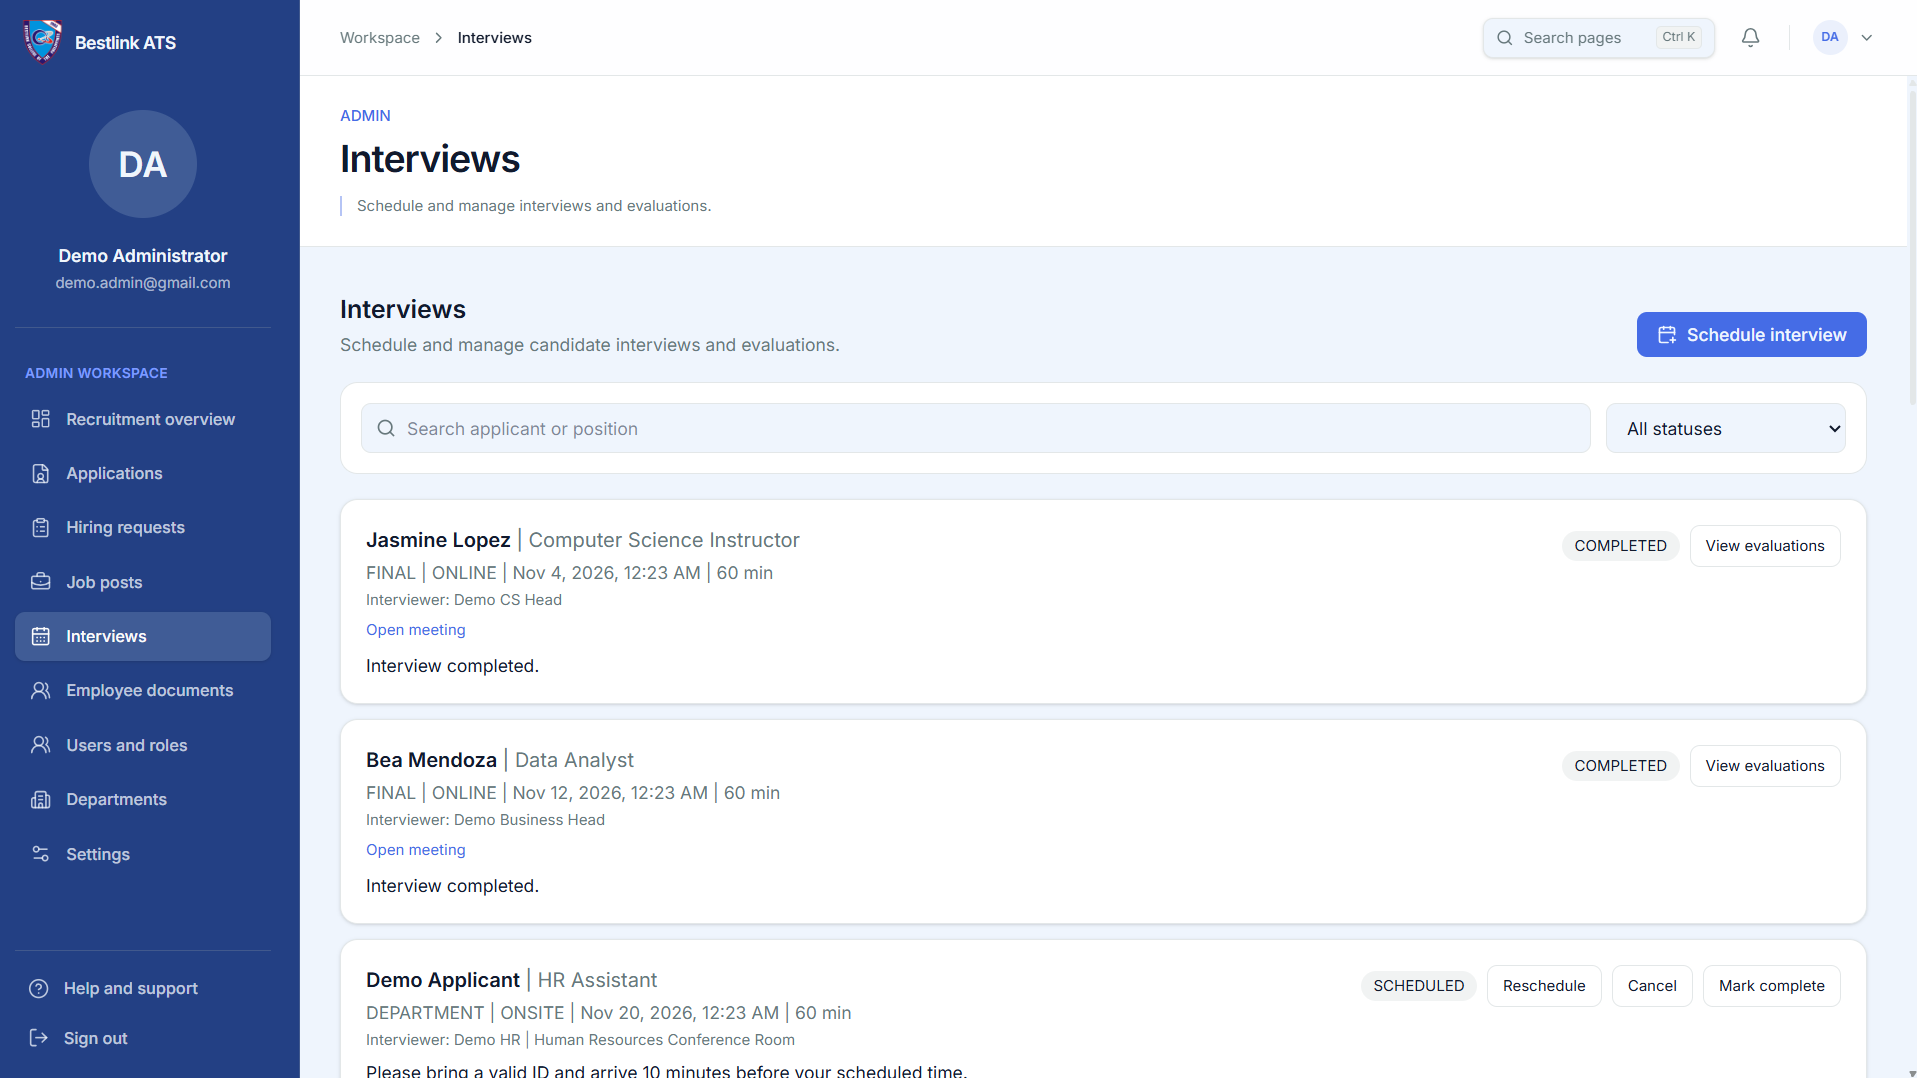 Bestlink ATS
DA
Demo Administrator
demo.admin@gmail.com
ADMIN WORKSPACE
Recruitment overview
Applications
Hiring requests
Job posts
Interviews
Employee documents
Users and roles
Departments
Settings
Help and support
Sign out
Workspace > Interviews
Search pages Ctrl K
DA
ADMIN
Interviews
Schedule and manage interviews and evaluations.
Interviews
Schedule and manage candidate interviews and evaluations.
Schedule interview
Search applicant or position
All statuses
Jasmine Lopez | Computer Science Instructor
COMPLETED View evaluations
FINAL | ONLINE | Nov 4, 2026, 12:23 AM | 60 min
Interviewer: Demo CS Head
Open meeting
Interview completed.
Bea Mendoza | Data Analyst
COMPLETED View evaluations
FINAL | ONLINE | Nov 12, 2026, 12:23 AM | 60 min
Interviewer: Demo Business Head
Open meeting
Interview completed.
Demo Applicant | HR Assistant
SCHEDULED Reschedule Cancel Mark complete
DEPARTMENT | ONSITE | Nov 20, 2026, 12:23 AM | 60 min
Interviewer: Demo HR | Human Resources Conference Room
Please bring a valid ID and arrive 10 minutes before your scheduled time.